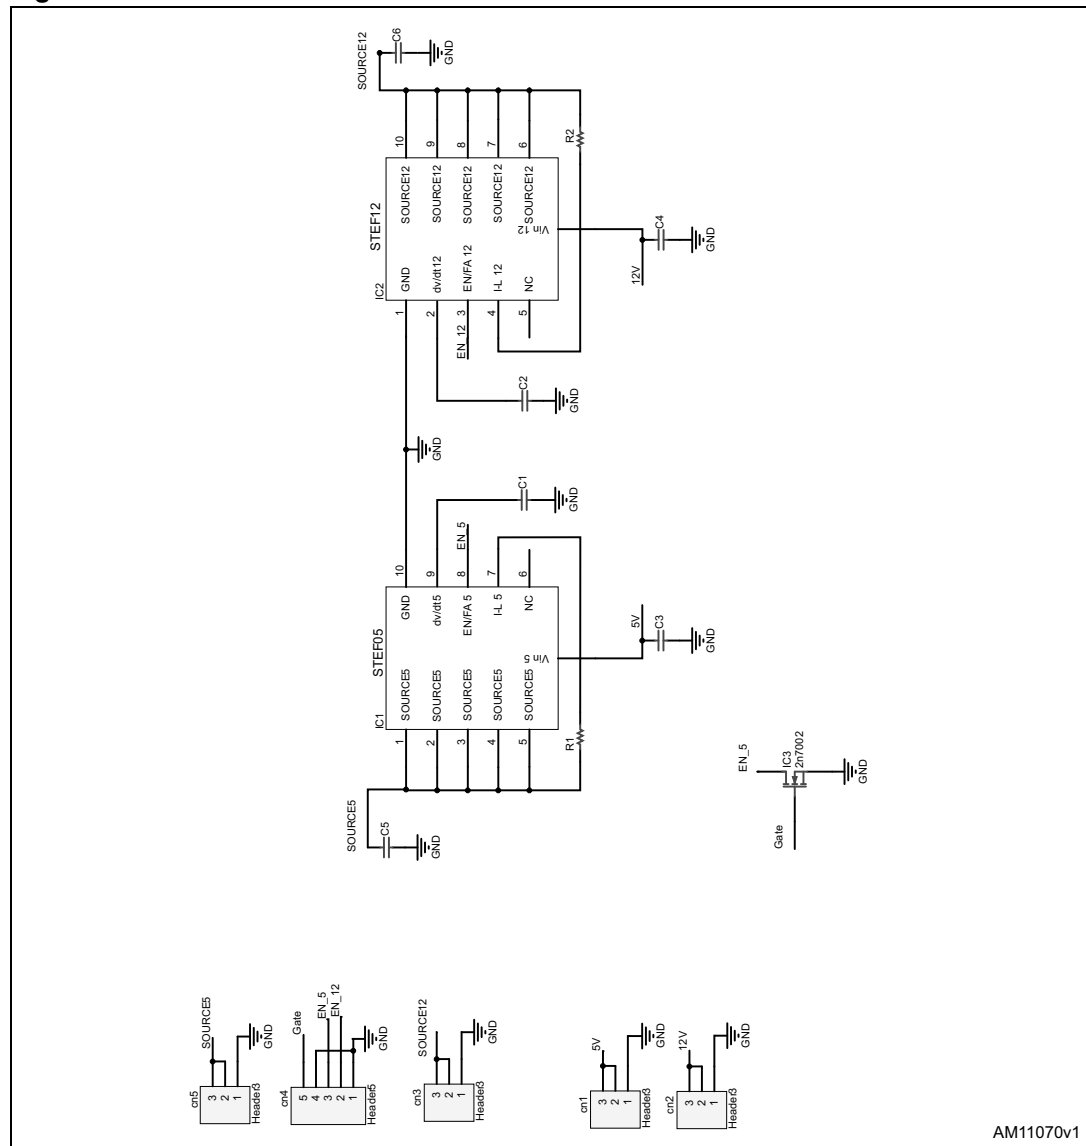 SOURCE12
C6
GND
10
9
8
7
6
R2
SOURCE12
SOURCE12
SOURCE12
SOURCE12
SOURCE12
STEF12
Vin 12
C4
GND
12V
IC2
GND
dv/dt12
EN/FA 12
I-L 12
NC
1
2
3
4
5
EN_12
C2
GND
GND
C1
GND
EN_5
10
9
8
7
6
GND
dv/dt5
EN/FA 5
I-L 5
NC
STEF05
Vin 5
5V
C3
GND
IC1
SOURCE5
SOURCE5
SOURCE5
SOURCE5
SOURCE5
1
2
3
4
5
R1
SOURCE5
C5
GND
EN_5
IC3
2n7002
GND
Gate
cn5
3
2
1
Header3
SOURCE5
GND
cn4
5
4
3
2
1
Header5
Gate
EN_5
EN_12
GND
cn3
3
2
1
Header3
SOURCE12
GND
cn1
3
2
1
Header3
5V
GND
cn2
3
2
1
Header3
12V
GND
AM11070v1